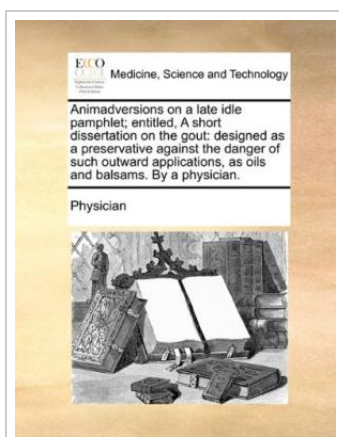 ECCO
Medicine, Science and Technology
Animadversions on a late idle
pamphlet; entitled, A short
dissertation on the gout: designed as
a preservative against the danger of
such outward applications, as oils
and balsams. By a physician.
Physician